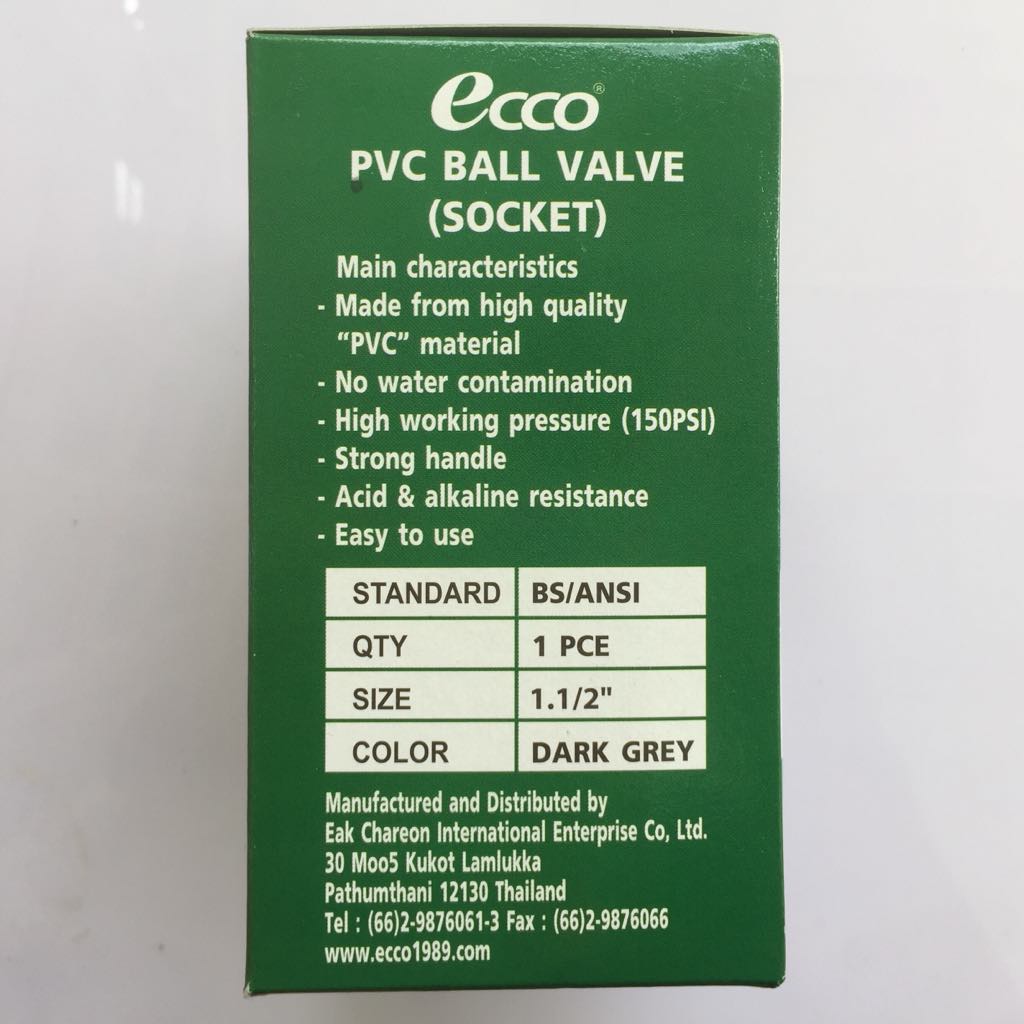 ecco®
PVC BALL VALVE
(SOCKET)
Main characteristics
- Made from high quality
"PVC" material
- No water contamination
- High working pressure (150PSI)
- Strong handle
- Acid & alkaline resistance
- Easy to use
STANDARD BS/ANSI
QTY 1 PCE
SIZE 1.1/2"
COLOR DARK GREY
Manufactured and Distributed by
Eak Chareon International Enterprise Co, Ltd.
30 Moo5 Kukot Lamlukka
Pathumthani 12130 Thailand
Tel : (66)2-9876061-3 Fax : (66)2-9876066
www.ecco1989.com